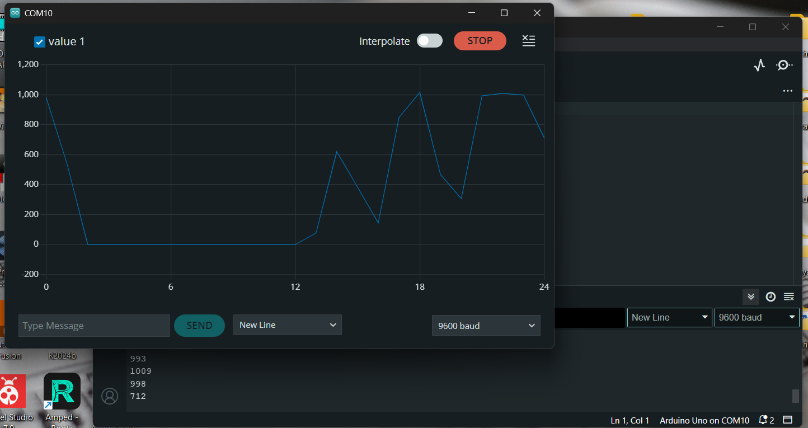 COM10
value 1
Interpolate
STOP
1,200
1,000
800
600
400
200
0
-200
0 6 12 18 24
Type Message
SEND
New Line
9600 baud
New Line
9600 baud
993
1009
998
712
R2024b
Amped -
Ln 1, Col 1 Arduino Uno on COM10 2